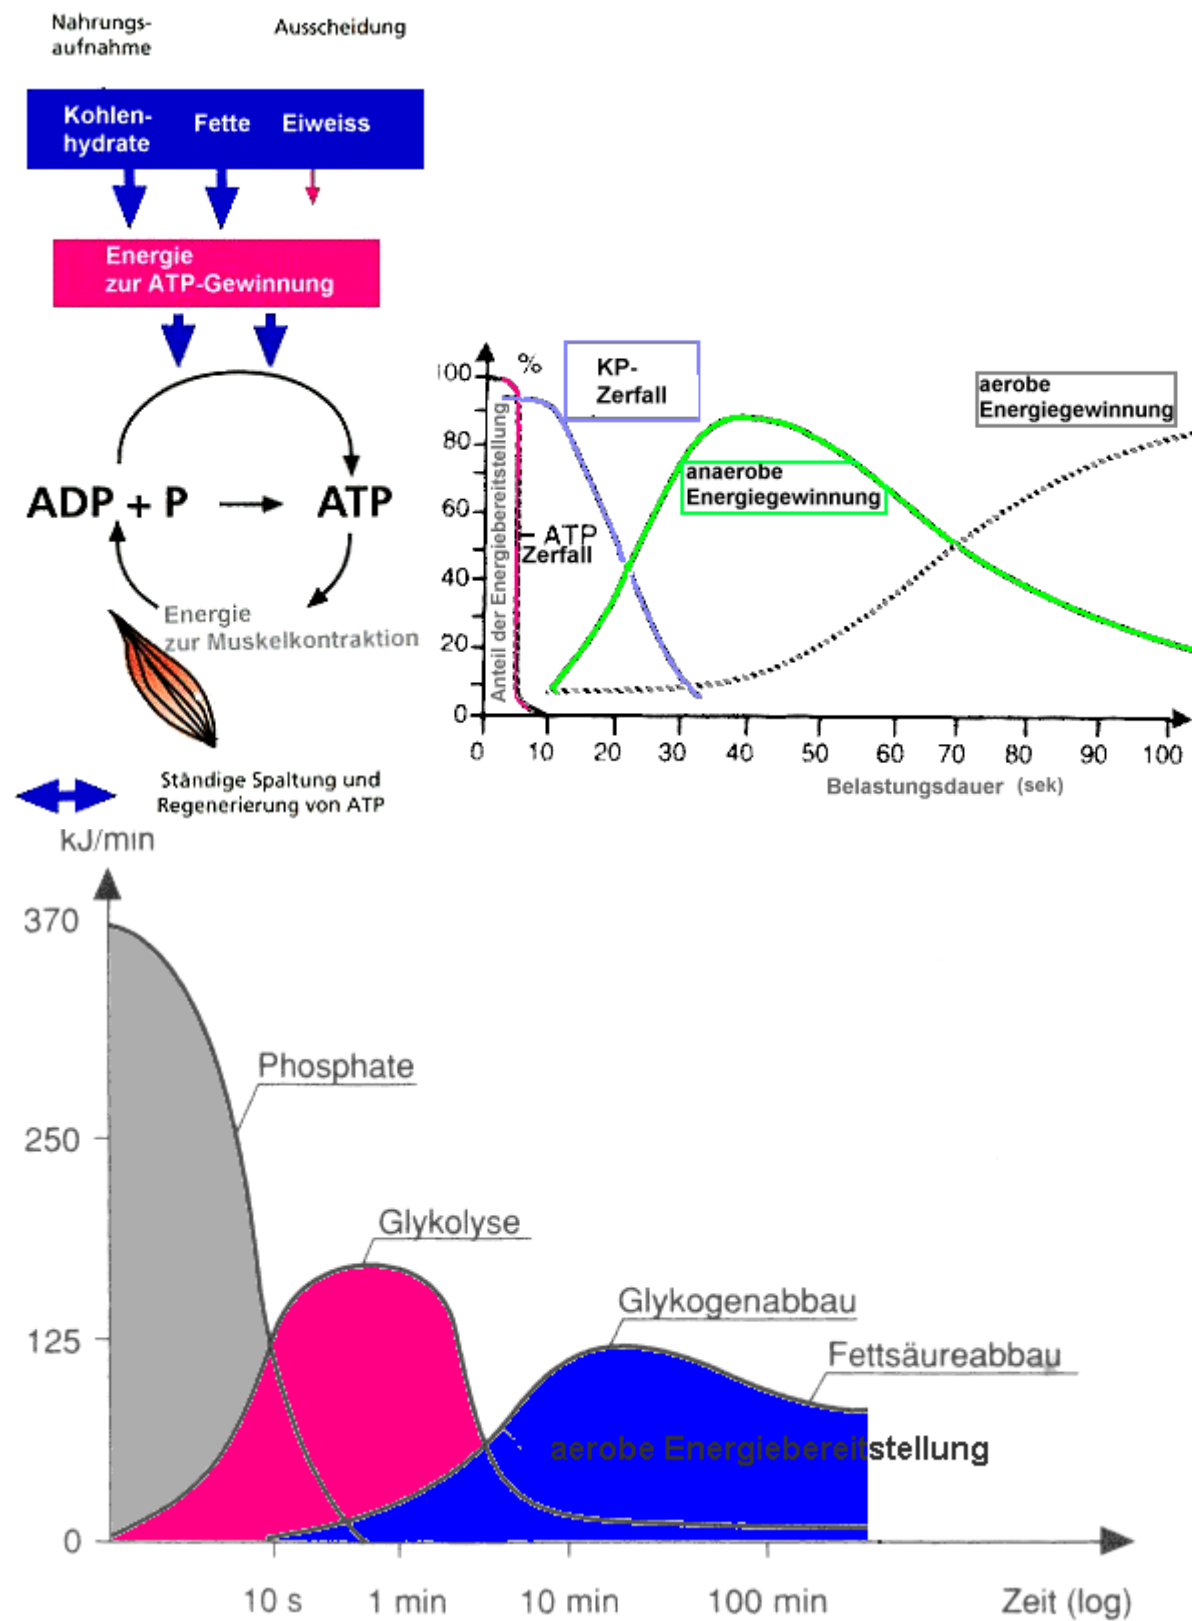 Nahrungs-
aufnahme
Ausscheidung
Kohlen-
hydrate
Fette
Eiweiss
Energie
zur ATP-Gewinnung
ADP + P
ATP
Energie
zur Muskelkontraktion
Ständige Spaltung und
Regenerierung von ATP
%
100
80
60
40
20
0
Anteil der Energiebereitstellung
KP-
Zerfall
aerobe
Energiegewinnung
anaerobe
Energiegewinnung
ATP
Zerfall
0 10 20 30 40 50 60 70 80 90 100
Belastungsdauer (sek)
kJ/min
370
250
125
0
Phosphate
Glykolyse
Glykogenabbau
Fettsäureabbau
aerobe Energiebereitstellung
10 s 1 min 10 min 100 min Zeit (log)